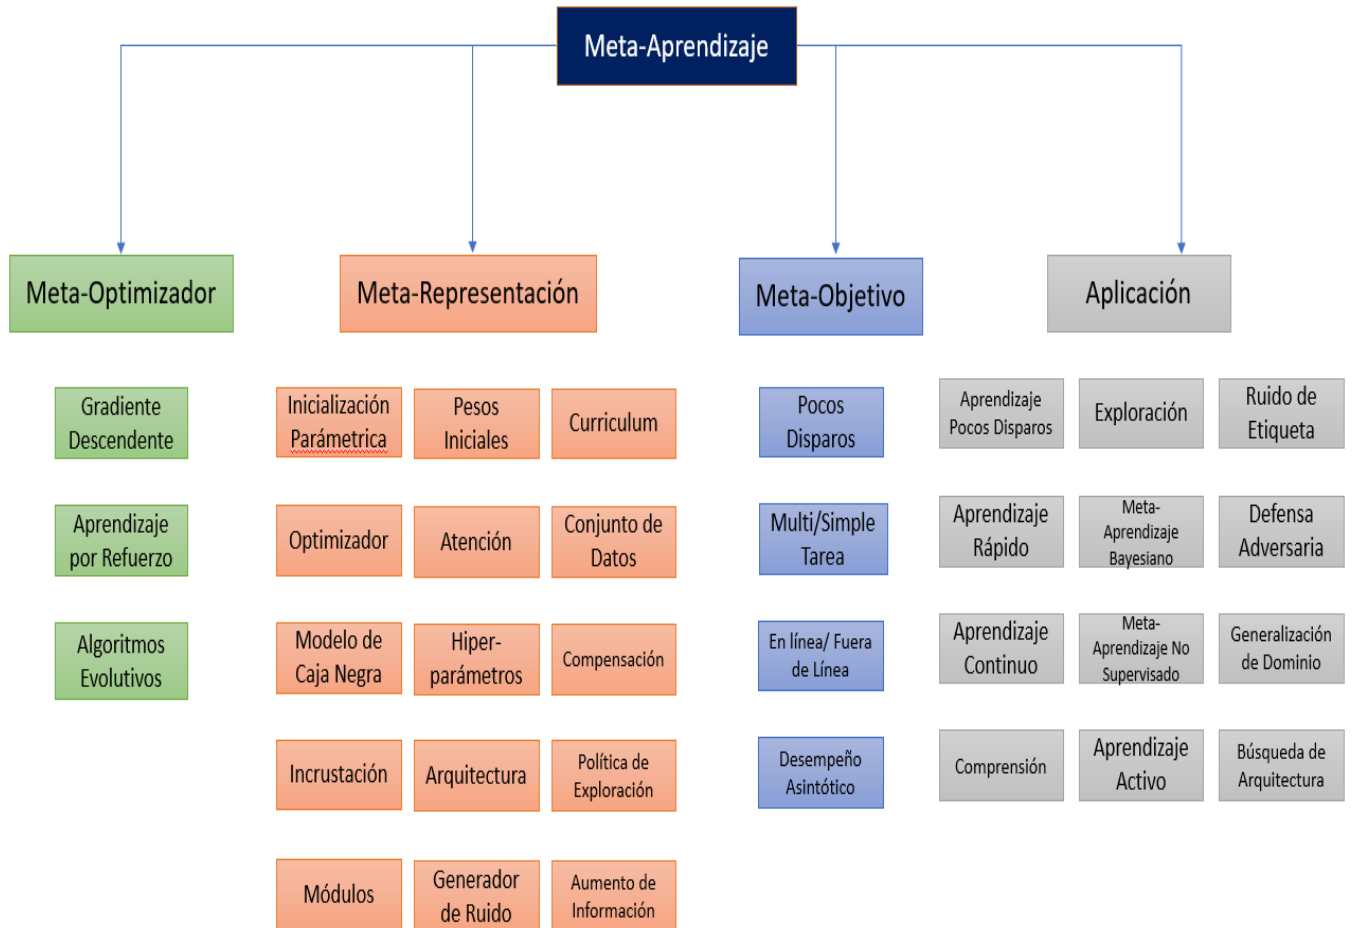 Meta-Aprendizaje
Meta-Optimizador
Meta-Representación
Meta-Objetivo
Aplicación
Gradiente
Descendente
Aprendizaje
por Refuerzo
Algoritmos
Evolutivos
Inicialización
Paramétrica
Pesos
Iniciales
Curriculum
Optimizador
Atención
Conjunto de
Datos
Modelo de
Caja Negra
Hiper-
parámetros
Compensación
Incrustación
Arquitectura
Política de
Exploración
Módulos
Generador
de Ruido
Aumento de
Información
Pocos
Disparos
Multi/Simple
Tarea
En línea/ Fuera
de Línea
Desempeño
Asintótico
Aprendizaje
Pocos Disparos
Exploración
Ruido de
Etiqueta
Aprendizaje
Rápido
Meta-
Aprendizaje
Bayesiano
Defensa
Adversaria
Aprendizaje
Continuo
Meta-
Aprendizaje No
Supervisado
Generalización
de Dominio
Comprensión
Aprendizaje
Activo
Búsqueda de
Arquitectura